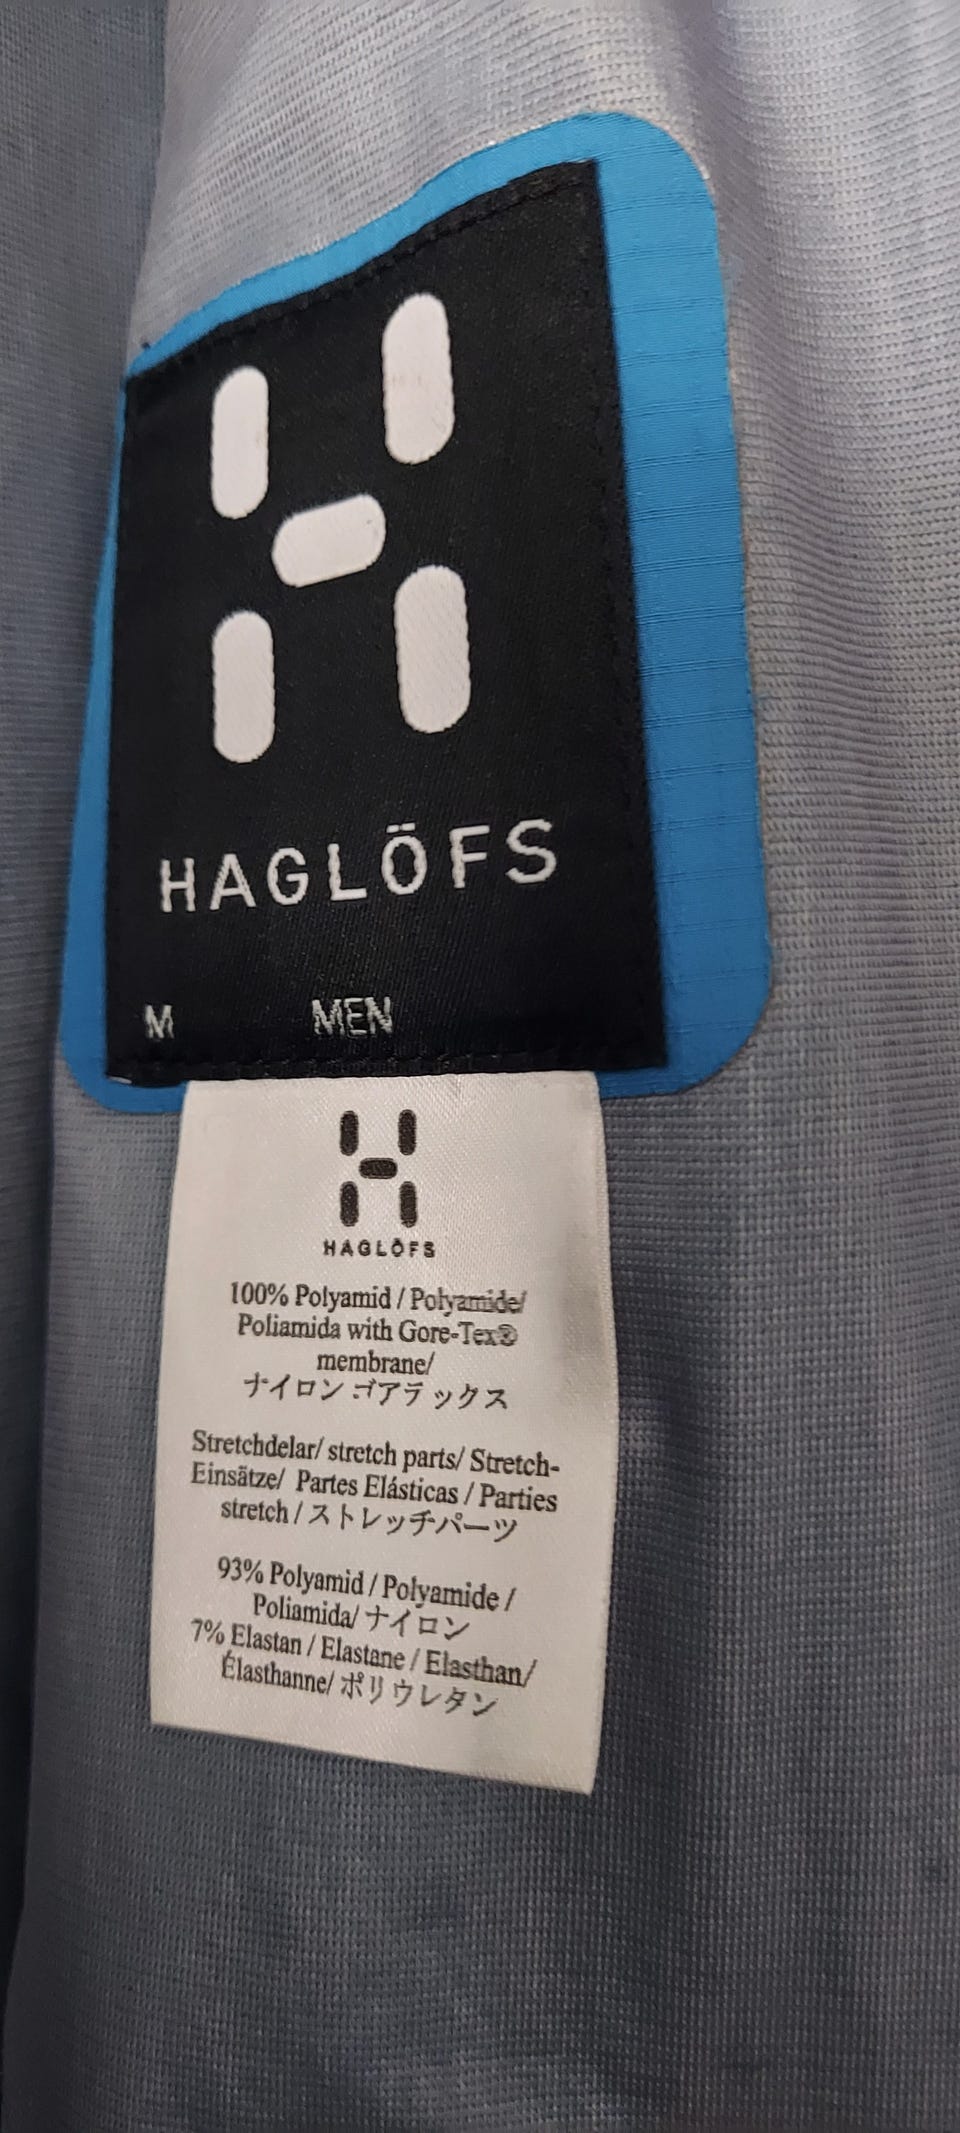 HAGLÖFS
M MEN
HAGLÖFS
100% Polyamid / Polyamide/
Poliamida with Gore-Tex®
membrane/
ナイロン ゴアテックス
Stretchdelar/ stretch parts/ Stretch-
Einsätze/ Partes Elásticas / Parties
stretch / ストレッチパーツ
93% Polyamid / Polyamide /
Poliamida/ ナイロン
7% Elastan / Elastane / Elasthan/
Élasthanne/ ポリウレタン